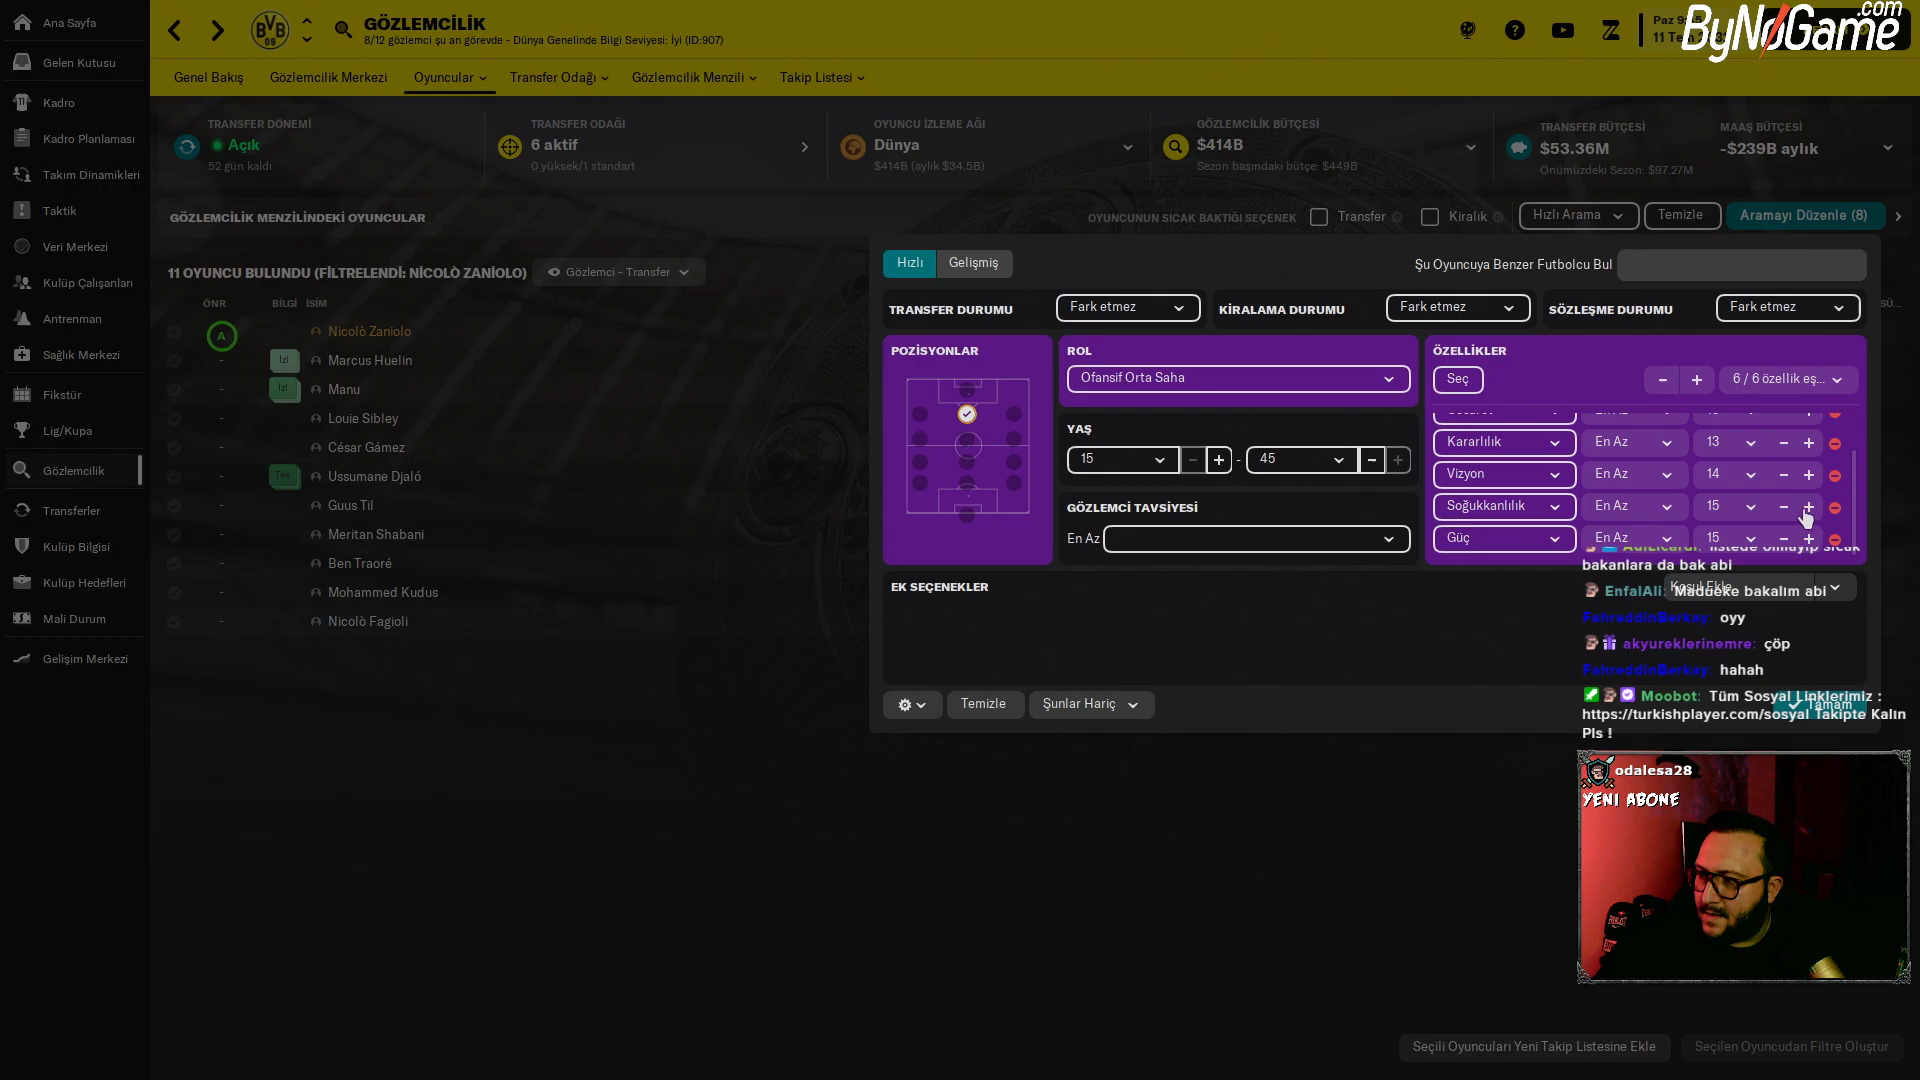 Ana Sayfa
Gelen Kutusu
Kadro
Kadro Planlaması
Takım Dinamikleri
Taktik
Veri Merkezi
Kulüp Çalışanları
Antrenman
Sağlık Merkezi
Fikstür
Lig/Kupa
Gözlemcilik
Transferler
Kulüp Bilgisi
Kulüp Hedefleri
Mali Durum
Gelişim Merkezi
BVB
09
GÖZLEMCİLİK
8/12 gözlemci şu an görevde - Dünya Genelinde Bilgi Seviyesi: İyi (ID:907)
ByNoGame
.com
Genel Bakış
Gözlemcilik Merkezi
Oyuncular
Transfer Odağı
Gözlemcilik Menzili
Takip Listesi
TRANSFER DÖNEMİ
Açık
52 gün kaldı
TRANSFER ODAĞI
6 aktif
0 yüksek/1 standart
OYUNCU İZLEME AĞI
Dünya
$414B (aylık $34.5B)
GÖZLEMCİLİK BÜTÇESİ
$414B
Sezon başındaki bütçe: $449B
TRANSFER BÜTÇESİ
$53.36M
Önümüzdeki Sezon: $97.27M
MAAŞ BÜTÇESİ
-$239B aylık
GÖZLEMCİLİK MENZİLİNDEKİ OYUNCULAR
OYUNCUNUN SICAK BAKTIĞI SEÇENEK
Transfer
Kiralık
Hızlı Arama
Temizle
Aramayı Düzenle (8)
11 OYUNCU BULUNDU (FİLTRELENDİ: NİCOLÒ ZANİOLO)
Gözlemci - Transfer
ÖNR
BİLGİ
İSİM
A
Nicolò Zaniolo
- İzl Marcus Huelin
- İzl Manu
- Louie Sibley
- César Gámez
- Tek Ussumane Djaló
- Guus Til
- Meritan Shabani
- Ben Traoré
- Mohammed Kudus
- Nicolò Fagioli
Hızlı
Gelişmiş
Şu Oyuncuya Benzer Futbolcu Bul
TRANSFER DURUMU
Fark etmez
KİRALAMA DURUMU
Fark etmez
SÖZLEŞME DURUMU
Fark etmez
POZİSYONLAR
ROL
Ofansif Orta Saha
YAŞ
15 - + - 45 - +
GÖZLEMCİ TAVSİYESİ
En Az
ÖZELLİKLER
Seç
- +
6 / 6 özellik eş...
Kararlılık En Az 13 - +
Vizyon En Az 14 - +
Soğukkanlılık En Az 15 - +
Güç En Az 15 - +
EK SEÇENEKLER
Koşul Ekle
Temizle
Şunlar Hariç
Tamam
bakanlara da bak abi
EnfalAli: Madueke bakalım abi
FahreddinBerkay: oyy
akyureklerinemre: çöp
FahreddinBerkay: hahah
Moobot: Tüm Sosyal Linklerimiz :
https://turkishplayer.com/sosyal Takipte Kalın
Pls !
odalesa28
YENI ABONE
Seçili Oyuncuları Yeni Takip Listesine Ekle
Seçilen Oyuncudan Filtre Oluştur